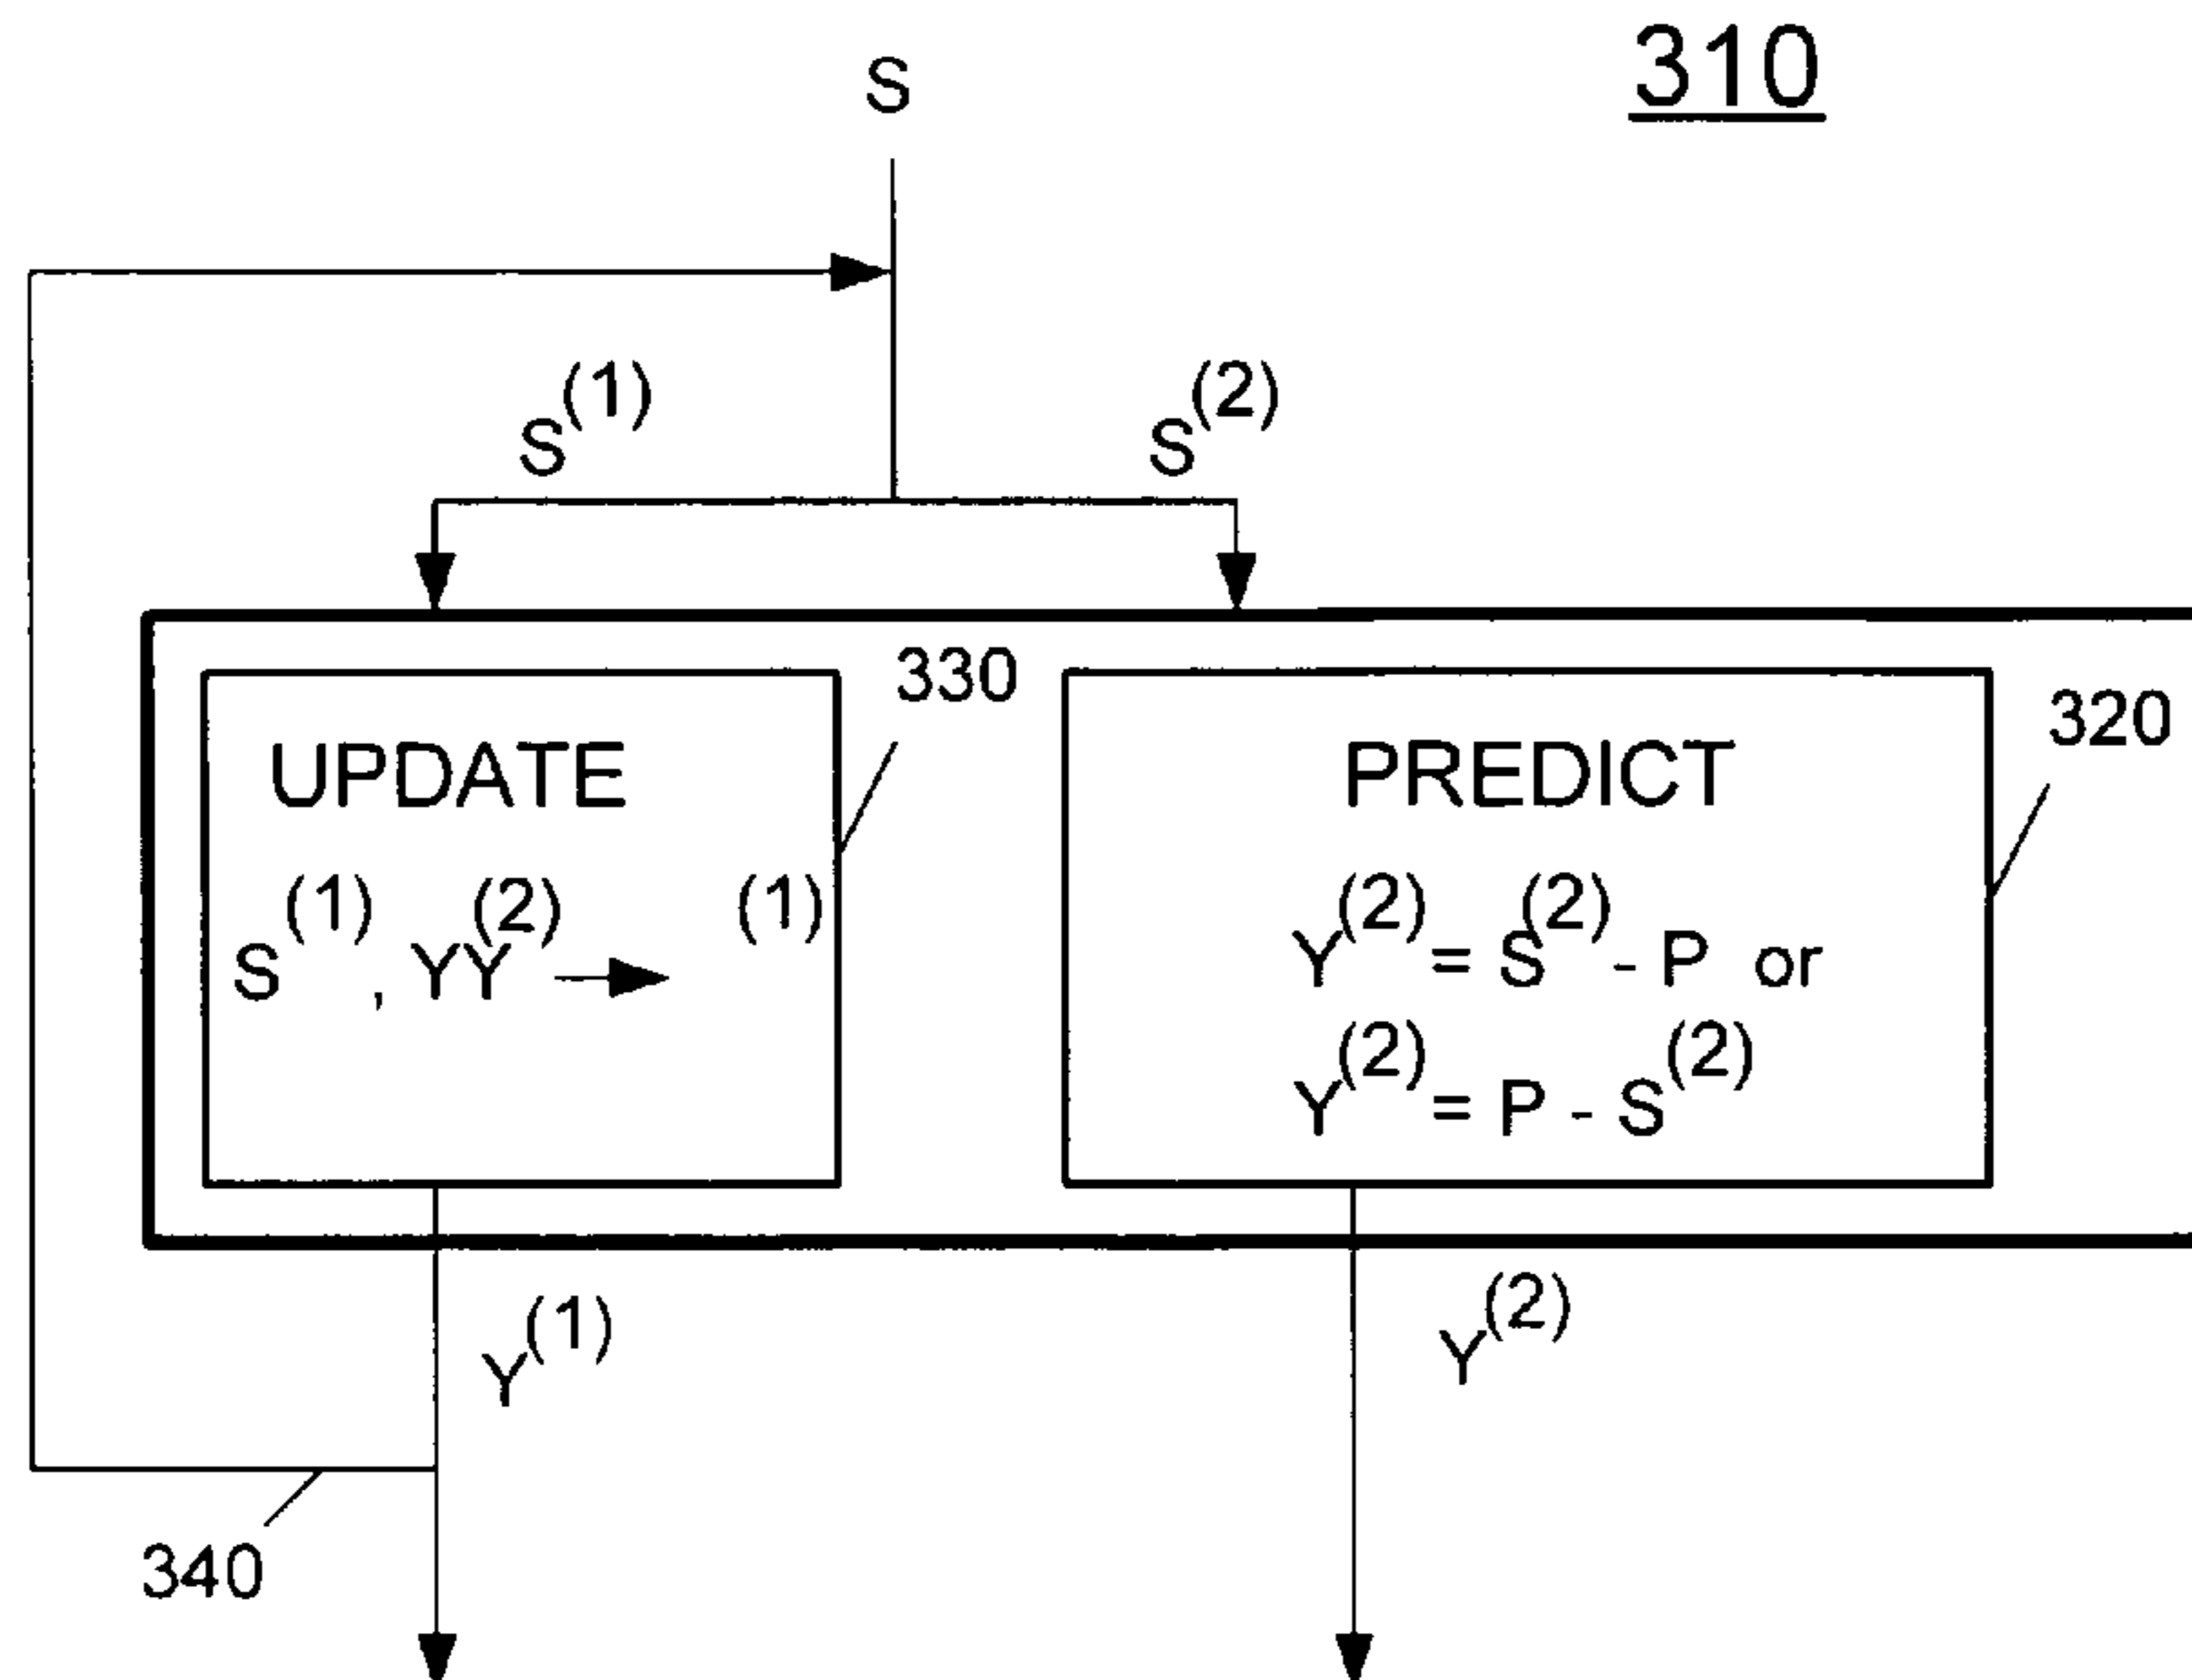 310
S
S(1)
S(2)
330
320
UPDATE
S(1), YY(2) → (1)
PREDICT
Y(2) = S(2) - P or
Y(2) = P - S(2)
Y(1)
Y(2)
340